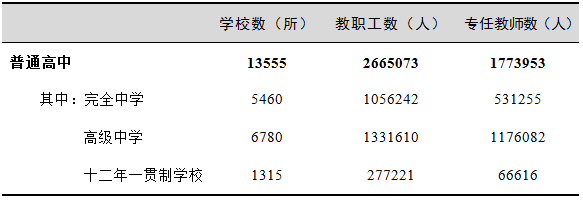 学校数（所） 教职工数（人） 专任教师数（人）
普通高中 13555 2665073 1773953
其中：完全中学 5460 1056242 531255
高级中学 6780 1331610 1176082
十二年一贯制学校 1315 277221 66616